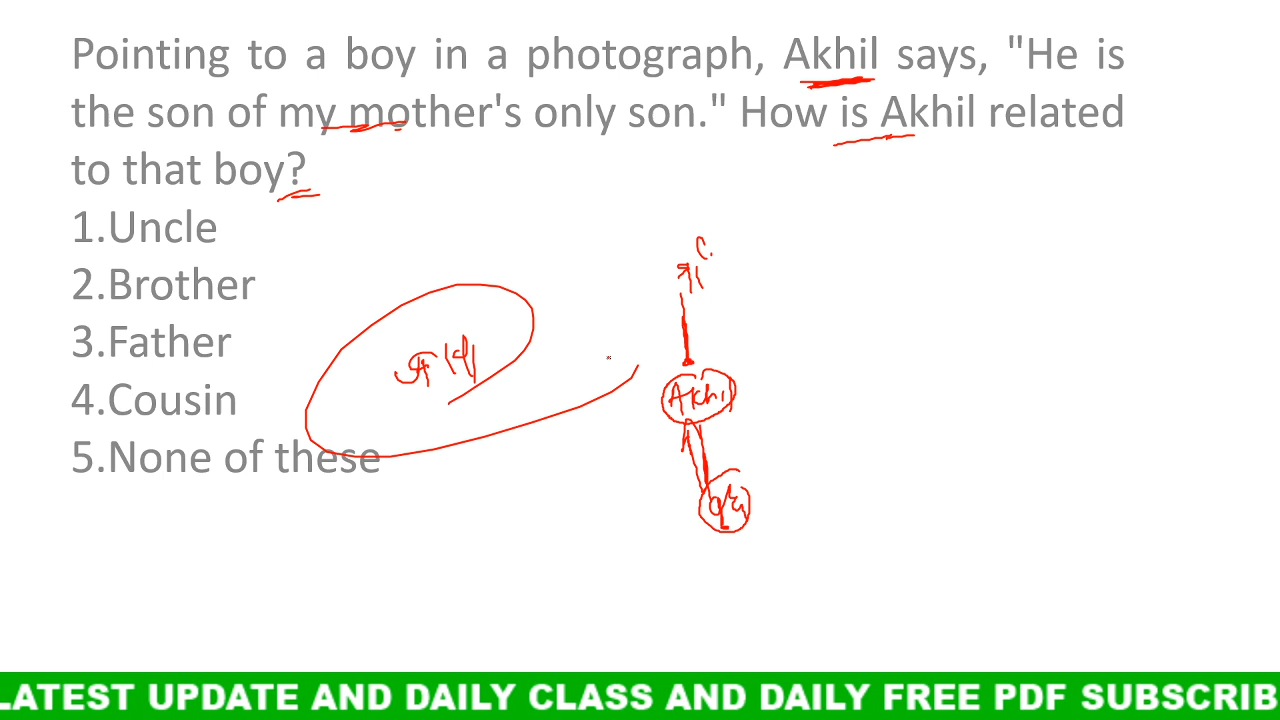 Pointing to a boy in a photograph, Akhil says, "He is
the son of my mother's only son." How is Akhil related
to that boy?
1.Uncle
2.Brother
3.Father
4.Cousin
5.None of these
Akhil
LATEST UPDATE AND DAILY CLASS AND DAILY FREE PDF SUBSCRIB